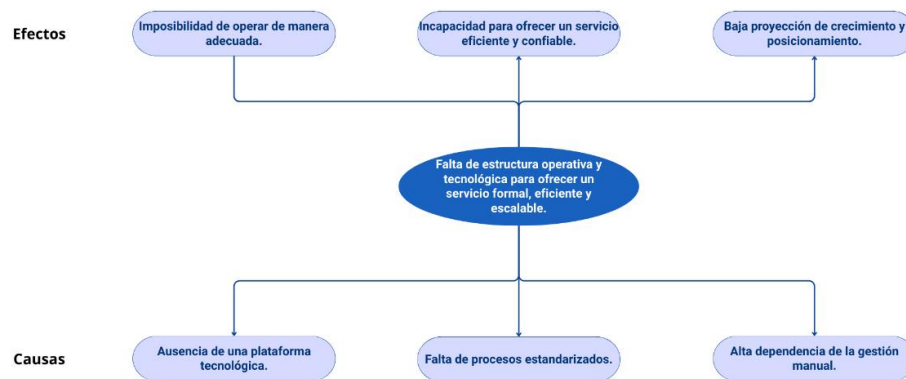 Efectos
Imposibilidad de operar de manera
adecuada.
Incapacidad para ofrecer un servicio
eficiente y confiable.
Baja proyección de crecimiento y
posicionamiento.
Falta de estructura operativa y
tecnológica para ofrecer un
servicio formal, eficiente y
escalable.
Causas
Ausencia de una plataforma
tecnológica.
Falta de procesos estandarizados.
Alta dependencia de la gestión
manual.